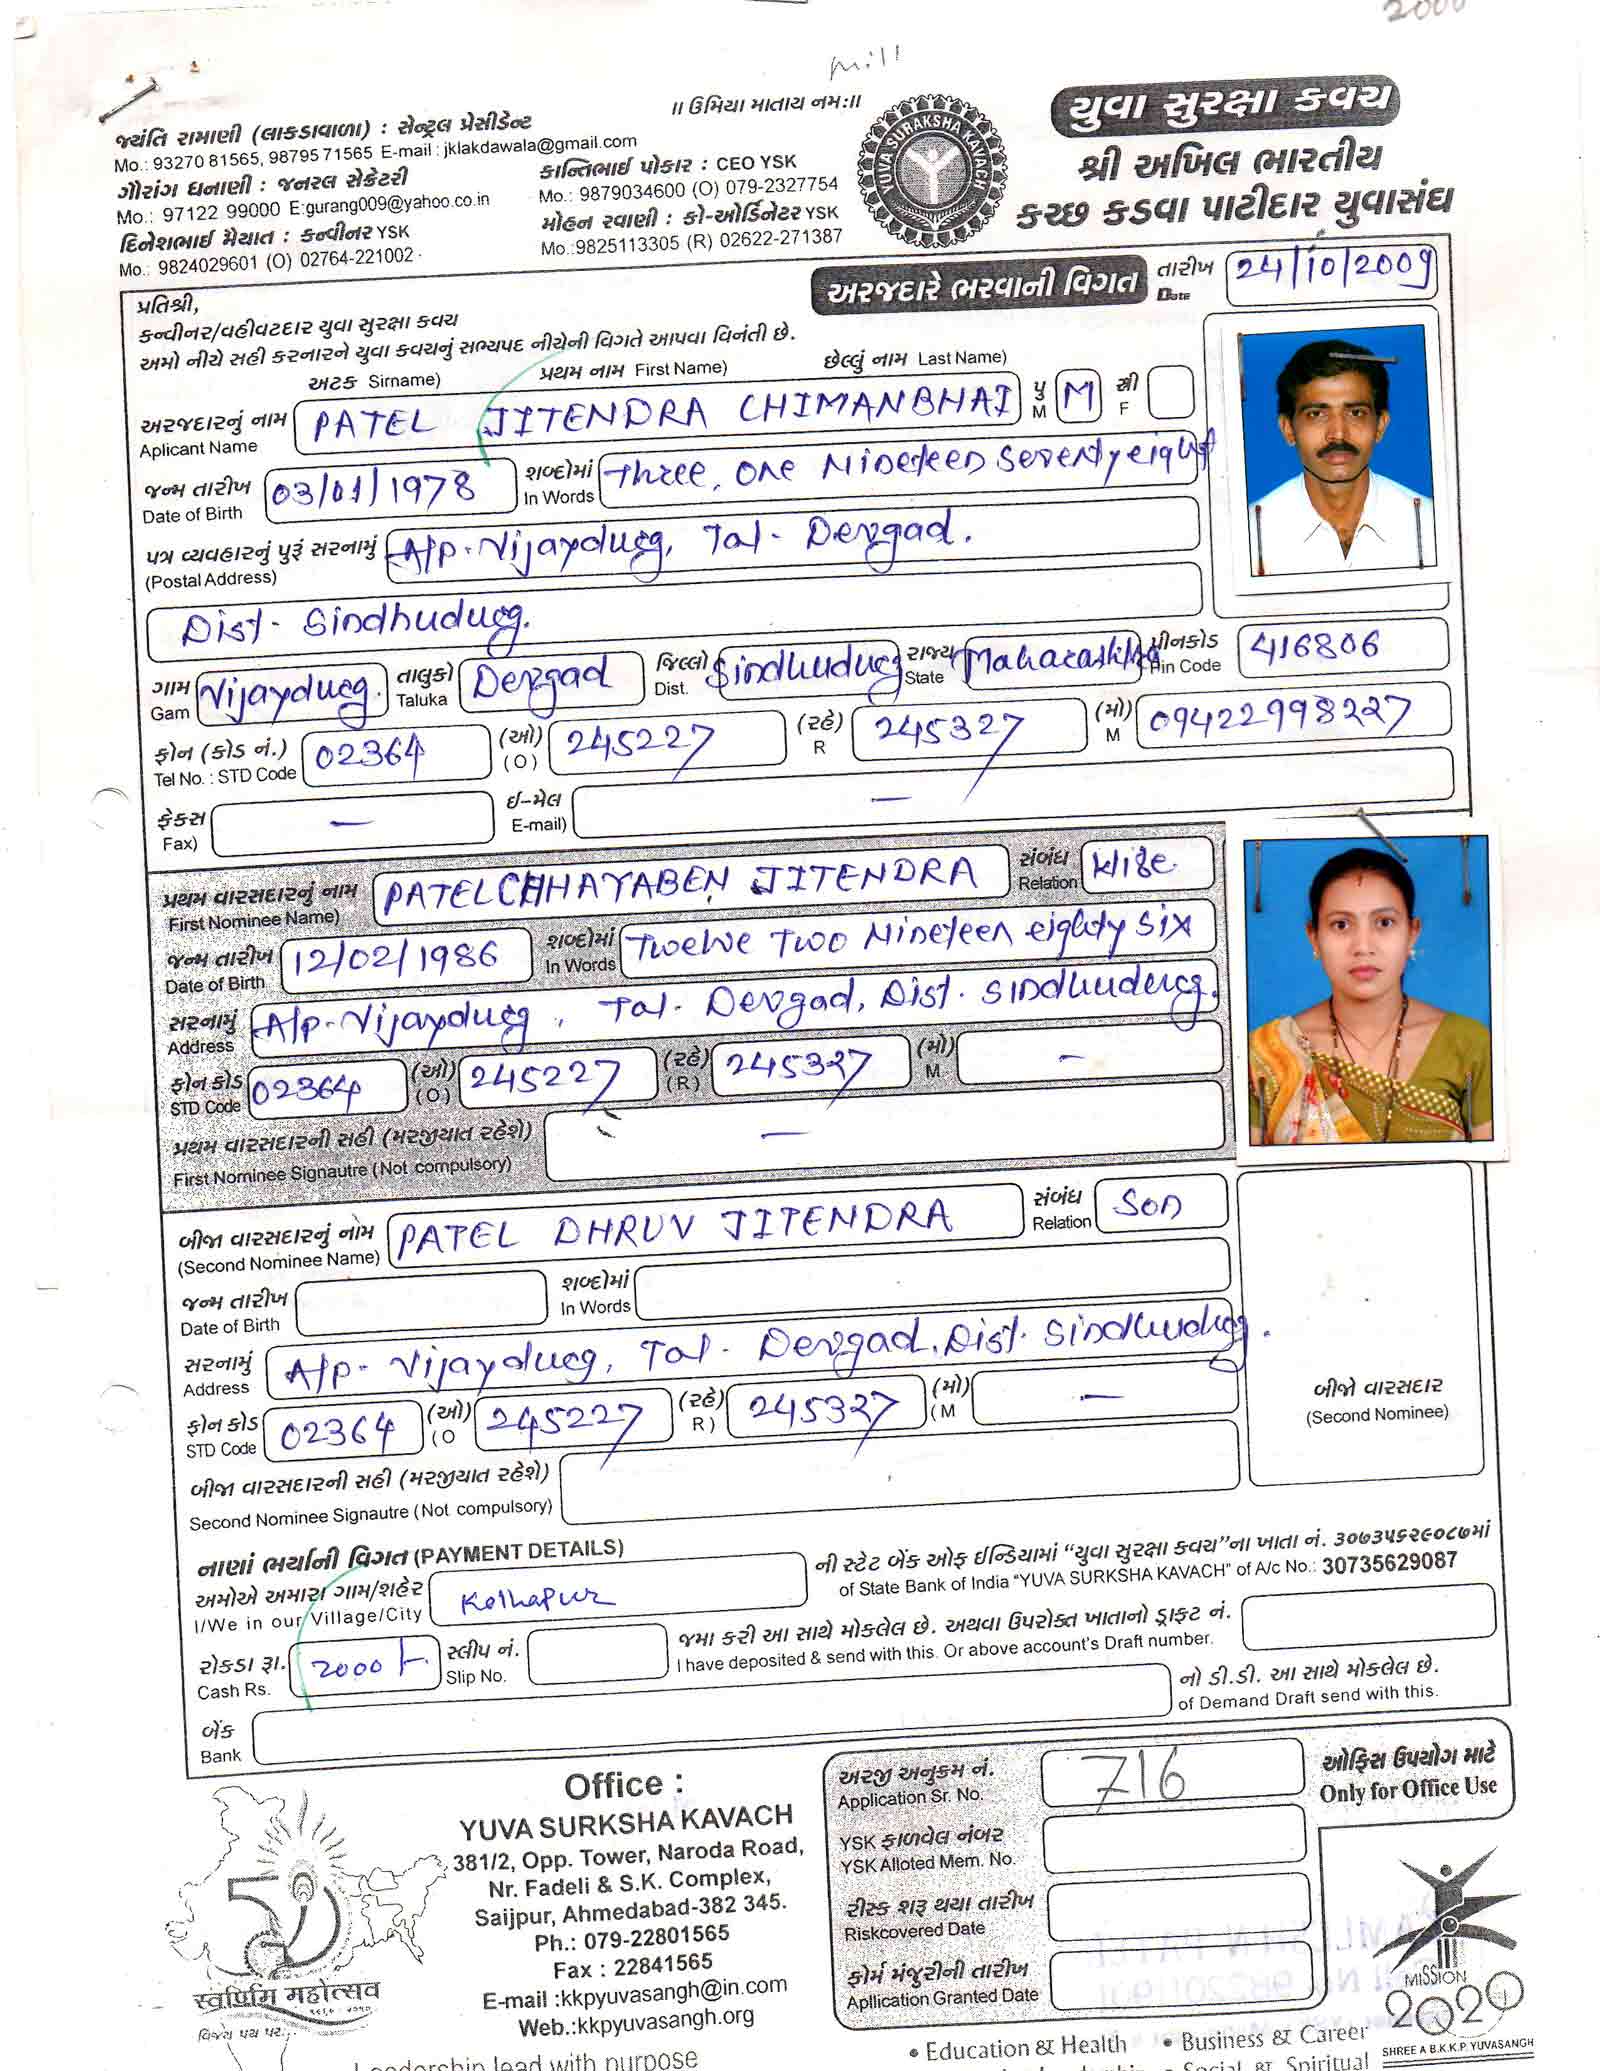 2000
mill
॥ ઉમિયા માતાય નમઃ॥
જ્યંતિ રામાણી (લાકડાવાળા) : સેન્ટ્રલ પ્રેસીડેન્ટ
Mo.: 93270 81565, 98795 71565 E-mail : jklakdawala@gmail.com
ગૌરાંગ ધનાણી : જનરલ સેક્રેટરી
Mo.: 97122 99000 E:gurang009@yahoo.co.in
દિનેશભાઈ મૈયાત : કન્વીનર YSK
Mo.: 9824029601 (O) 02764-221002
કાન્તિભાઈ પોકાર : CEO YSK
Mo.: 9879034600 (O) 079-2327754
મોહન રવાણી : કો-ઓર્ડિનેટર YSK
Mo.:9825113305 (R) 02622-271387
YUVA SURAKSHA KAVACH
યુવા સુરક્ષા કવચ
શ્રી અખિલ ભારતીય
કચ્છ કડવા પાટીદાર યુવાસંઘ
અરજદારે ભરવાની વિગત
તારીખ Date 24/10/2009
પ્રતિશ્રી,
કન્વીનર/વહીવટદાર યુવા સુરક્ષા કવચ
અમો નીચે સહી કરનારને યુવા કવચનું સભ્યપદ નીચેની વિગતે આપવા વિનંતી છે.
અટક Sirname) પ્રથમ નામ First Name) છેલ્લું નામ Last Name)
અરજદારનું નામ Aplicant Name PATEL JITENDRA CHIMANBHAI પુ M M સ્ત્રી F
જન્મ તારીખ Date of Birth 03/01/1978 શબ્દોમાં In Words Three, One Nineteen Seventy eight
પત્ર વ્યવહારનું પુરૂં સરનામું (Postal Address) A/p. Vijaydurg, Tal- Devgad.
Dist- Sindhudurg.
ગામ Gam Vijaydurg. તાલુકો Taluka Devgad જિલ્લો Dist. Sindhudurg રાજ્ય State Maharashtra પીનકોડ Pin Code 416806
ફોન (કોડ નં.) Tel No. : STD Code 02364 (ઓ) (O) 245227 (રહે) R 245327 (મો) M 09422998227
ફેકસ Fax) — ઈ-મેલ E-mail) —
પ્રથમ વારસદારનું નામ First Nominee Name) PATEL CHHAYABEN JITENDRA સંબંધ Relation Wife.
જન્મ તારીખ Date of Birth 12/02/1986 શબ્દોમાં In Words Twelve Two Nineteen eighty six
સરનામું Address A/p- Vijaydurg, Tal- Devgad, Dist. Sindhudurg.
ફોન કોડ STD Code 02364 (ઓ) (O) 245227 (રહે) (R) 245327 (મો) M —
પ્રથમ વારસદારની સહી (મરજીયાત રહેશે) —
First Nominee Signautre (Not compulsory)
બીજા વારસદારનું નામ (Second Nominee Name) PATEL DHRUV JITENDRA સંબંધ Relation Son
જન્મ તારીખ Date of Birth શબ્દોમાં In Words
સરનામું Address A/p- Vijaydurg, Tal- Devgad, Dist. Sindhudurg.
ફોન કોડ STD Code 02364 (ઓ) (O 245227 (રહે) R) 245327 (મો) (M —
બીજો વારસદાર
(Second Nominee)
બીજા વારસદારની સહી (મરજીયાત રહેશે)
Second Nominee Signautre (Not compulsory)
નાણાં ભર્યાની વિગત (PAYMENT DETAILS)
અમોએ અમારા ગામ/શહેર I/We in our Village/City Kolhapur ની સ્ટેટ બેંક ઓફ ઈન્ડિયામાં “યુવા સુરક્ષા કવચ”ના ખાતા નં. ૩૦૭૩૫૬૨૯૦૮૭માં
of State Bank of India “YUVA SURKSHA KAVACH” of A/c No.: 30735629087
રોકડા રૂા. Cash Rs. 2000/- સ્લીપ નં. Slip No. જમા કરી આ સાથે મોકલેલ છે. અથવા ઉપરોક્ત ખાતાનો ડ્રાફ્ટ નં.
I have deposited & send with this. Or above account's Draft number.
બેંક Bank નો ડી.ડી. આ સાથે મોકલેલ છે.
of Demand Draft send with this.
Office :
YUVA SURKSHA KAVACH
381/2, Opp. Tower, Naroda Road,
Nr. Fadeli & S.K. Complex,
Saijpur, Ahmedabad-382 345.
Ph.: 079-22801565
Fax : 22841565
E-mail :kkpyuvasangh@in.com
Web.:kkpyuvasangh.org
અરજી અનુક્રમ નં. Application Sr. No. 716
ઓફિસ ઉપયોગ માટે
Only for Office Use
YSK ફાળવેલ નંબર
YSK Alloted Mem. No.
રીસ્ક શરૂ થયા તારીખ
Riskcovered Date
ફોર્મ મંજુરીની તારીખ
Apllication Granted Date
50
સ્વર્ણિમ મહોત્સવ
MISSION
2020
SHREE A.B.K.K.P. YUVASANGH
• Education & Health • Business & Career
Leadership lead with purpose
Social & Spiritual